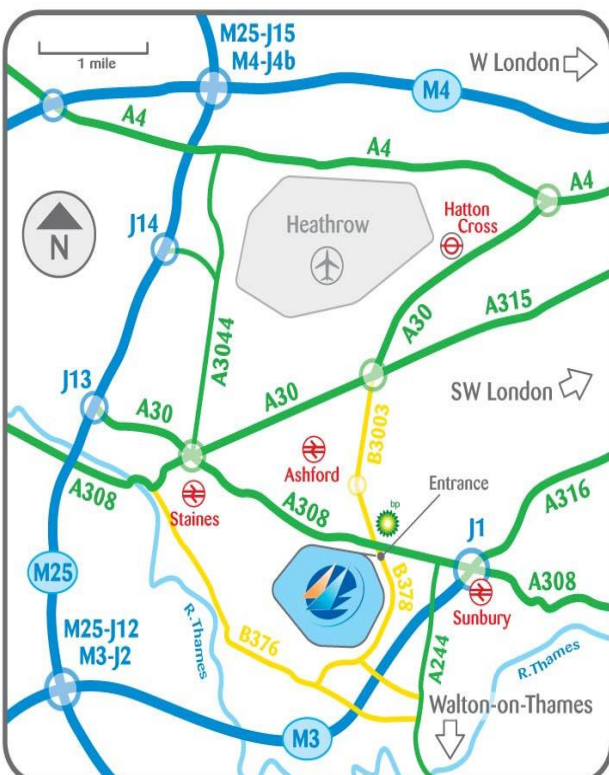 M25-J15
M4-J4b
1 mile
W London
M4
A4
A4
A4
N
J14
Heathrow
Hatton
Cross
A30
A315
A3044
J13
A30
A30
SW London
B3003
A308
Ashford
Staines
A308
bp
Entrance
J1
A316
M25
B378
A308
Sunbury
M25-J12
M3-J2
R.Thames
B376
A244
R.Thames
Walton-on-Thames
M3